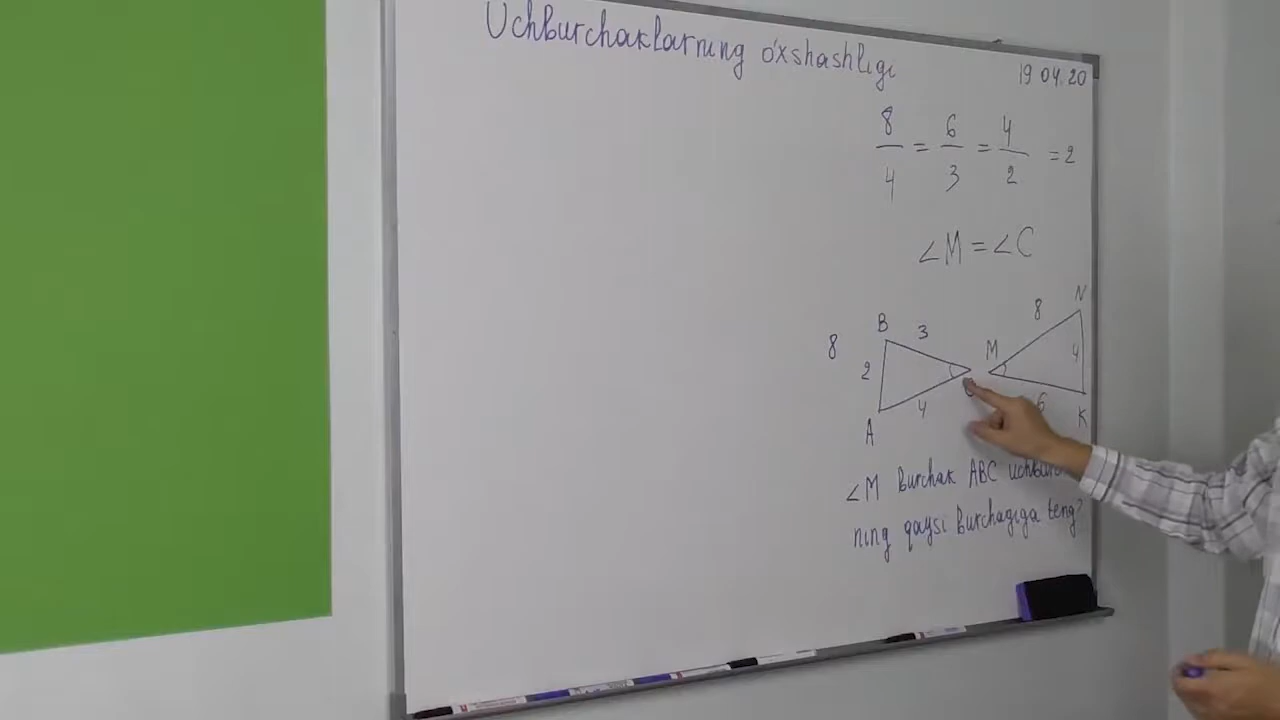 Uchburchaklarning o'xshashligi
19 04 20
8/4 = 6/3 = 4/2 = 2
∠M = ∠C
B 3
8 2
4
A
N
8
M
4
6
K
∠M burchak ABC
ning qaysi burchagiga teng?